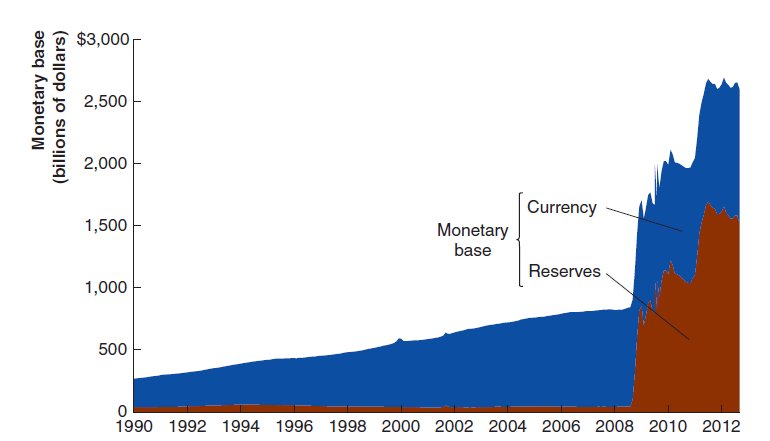 Monetary base
(billions of dollars)
$3,000
2,500
2,000
1,500
1,000
500
0
Currency
Monetary
base
Reserves
1990 1992 1994 1996 1998 2000 2002 2004 2006 2008 2010 2012